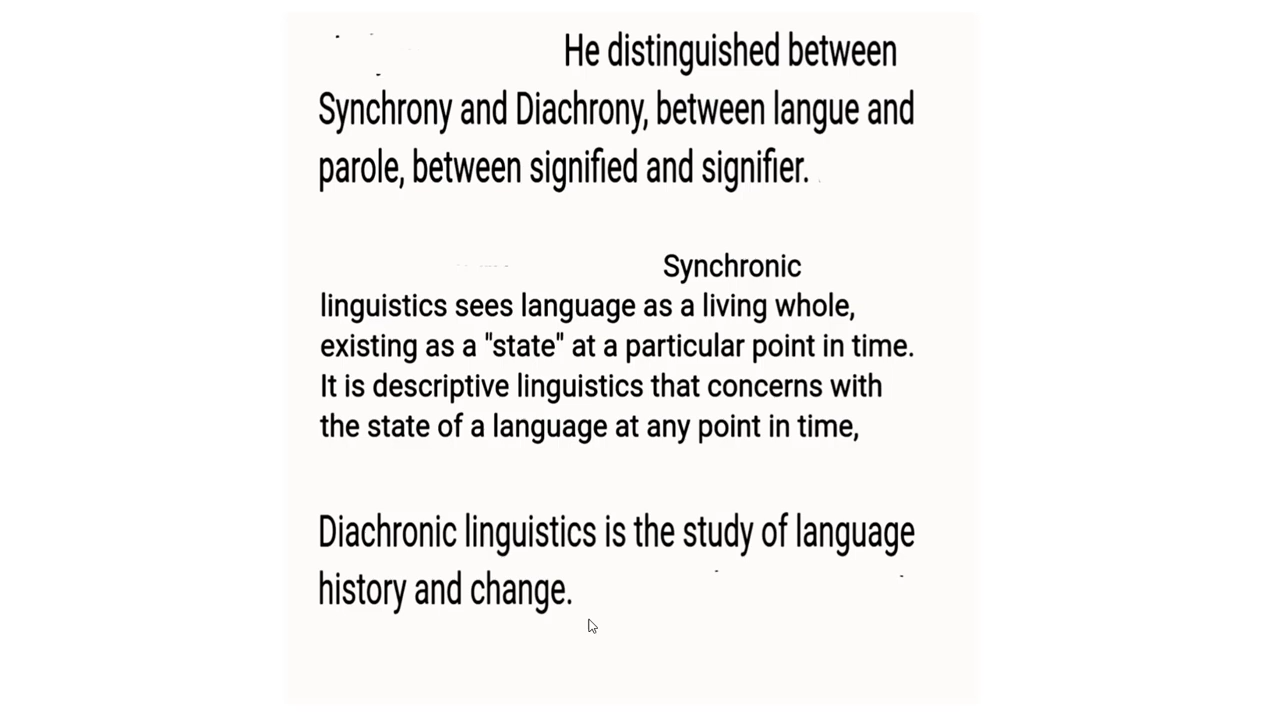 He distinguished between
Synchrony and Diachrony, between langue and
parole, between signified and signifier.
Synchronic
linguistics sees language as a living whole,
existing as a "state" at a particular point in time.
It is descriptive linguistics that concerns with
the state of a language at any point in time,
Diachronic linguistics is the study of language
history and change.